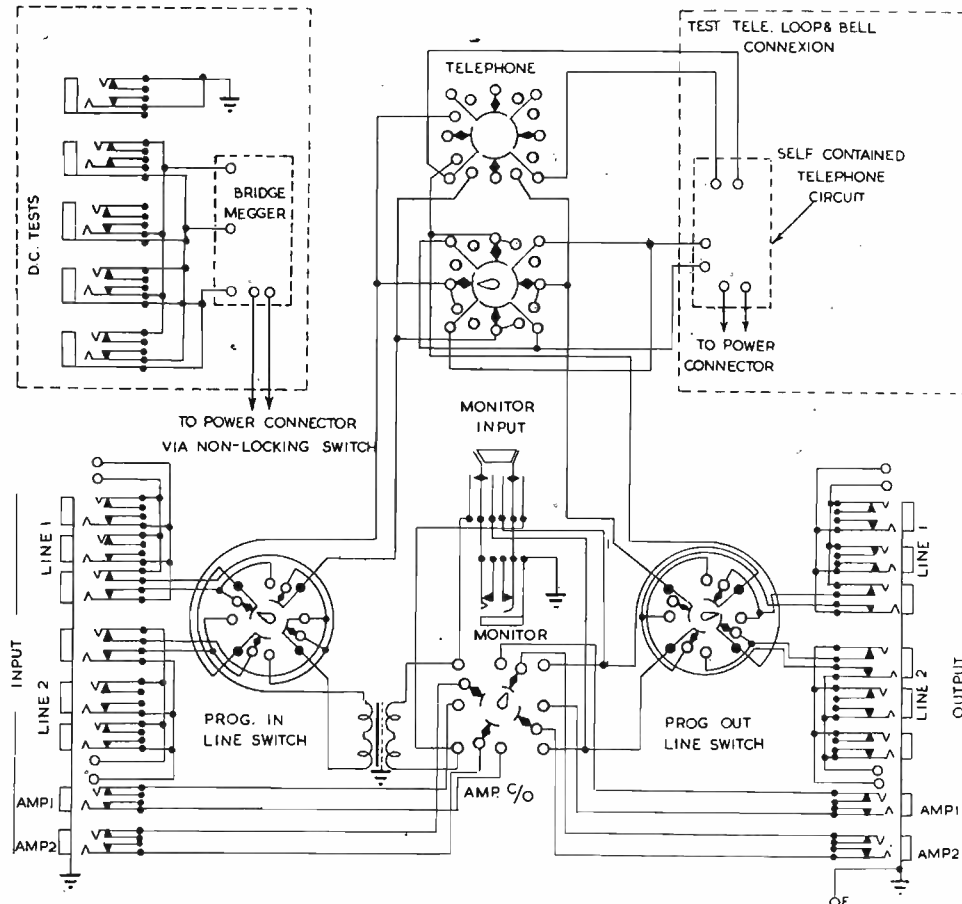 D.C. TESTS
BRIDGE
MEGGER
TO POWER CONNECTOR
VIA NON-LOCKING SWITCH
TELEPHONE
TEST TELE. LOOP & BELL
CONNEXION
SELF CONTAINED
TELEPHONE
CIRCUIT
TO POWER
CONNECTOR
MONITOR
INPUT
MONITOR
INPUT
LINE 1
LINE 2
AMP1
AMP2
PROG. IN
LINE SWITCH
AMP. C/O
PROG OUT
LINE SWITCH
OUTPUT
LINE 1
LINE 2
AMP1
AMP2
OE